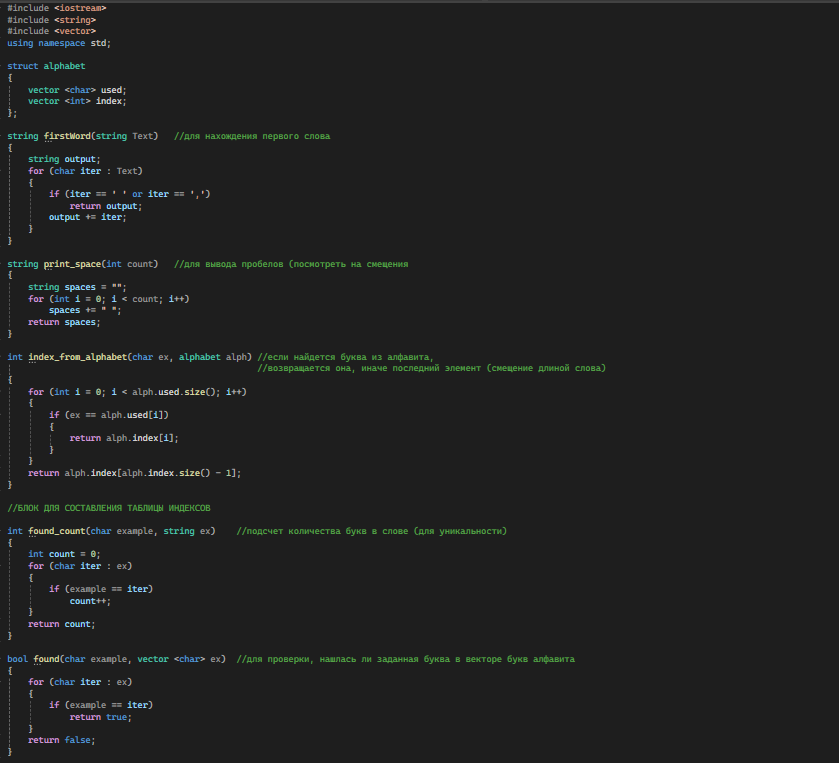 #include <iostream>
#include <string>
#include <vector>
using namespace std;
struct alphabet
{
    vector <char> used;
    vector <int> index;
};
string firstWord(string Text)   //для нахождения первого слова
{
    string output;
    for (char iter : Text)
    {
        if (iter == ' ' or iter == ',')
            return output;
        output += iter;
    }
}
string print_space(int count)   //для вывода пробелов (посмотреть на смещения
{
    string spaces = "";
    for (int i = 0; i < count; i++)
        spaces += " ";
    return spaces;
}
int index_from_alphabet(char ex, alphabet alph) //если найдется буква из алфавита,
                                                //возвращается она, иначе последний элемент (смещение длиной слова)
{
    for (int i = 0; i < alph.used.size(); i++)
    {
        if (ex == alph.used[i])
        {
            return alph.index[i];
        }
    }
    return alph.index[alph.index.size() - 1];
}
//БЛОК ДЛЯ СОСТАВЛЕНИЯ ТАБЛИЦЫ ИНДЕКСОВ
int found_count(char example, string ex)    //подсчет количества букв в слове (для уникальности)
{
    int count = 0;
    for (char iter : ex)
    {
        if (example == iter)
            count++;
    }
    return count;
}
bool found(char example, vector <char> ex)  //для проверки, нашлась ли заданная буква в векторе букв алфавита
{
    for (char iter : ex)
    {
        if (example == iter)
            return true;
    }
    return false;
}